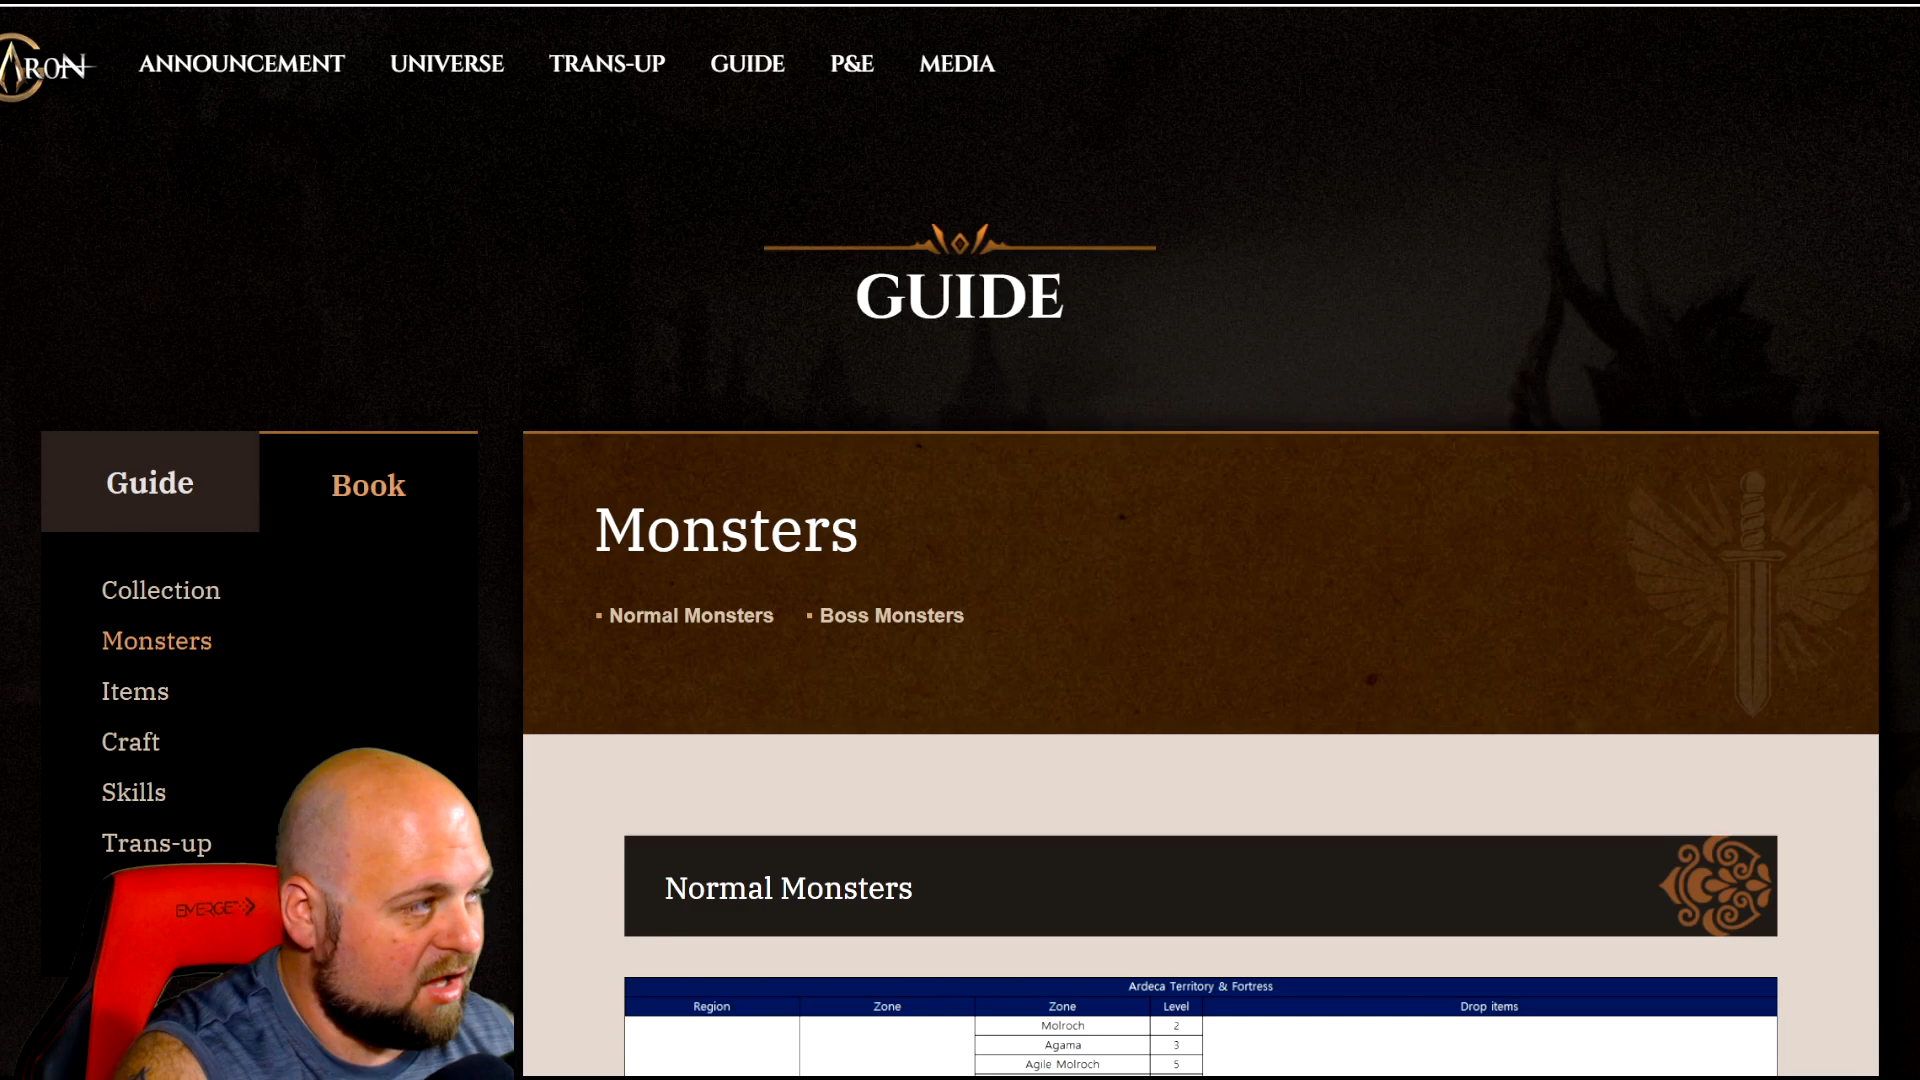 ARON
ANNOUNCEMENT UNIVERSE TRANS-UP GUIDE P&E MEDIA
GUIDE
Guide Book
Collection
Monsters
Items
Craft
Skills
Trans-up
EMERGE
Monsters
Normal Monsters Boss Monsters
Normal Monsters
Ardeca Territory & Fortress
Region Zone Zone Level Drop items
Molroch 2
Agama 3
Agile Molroch 5